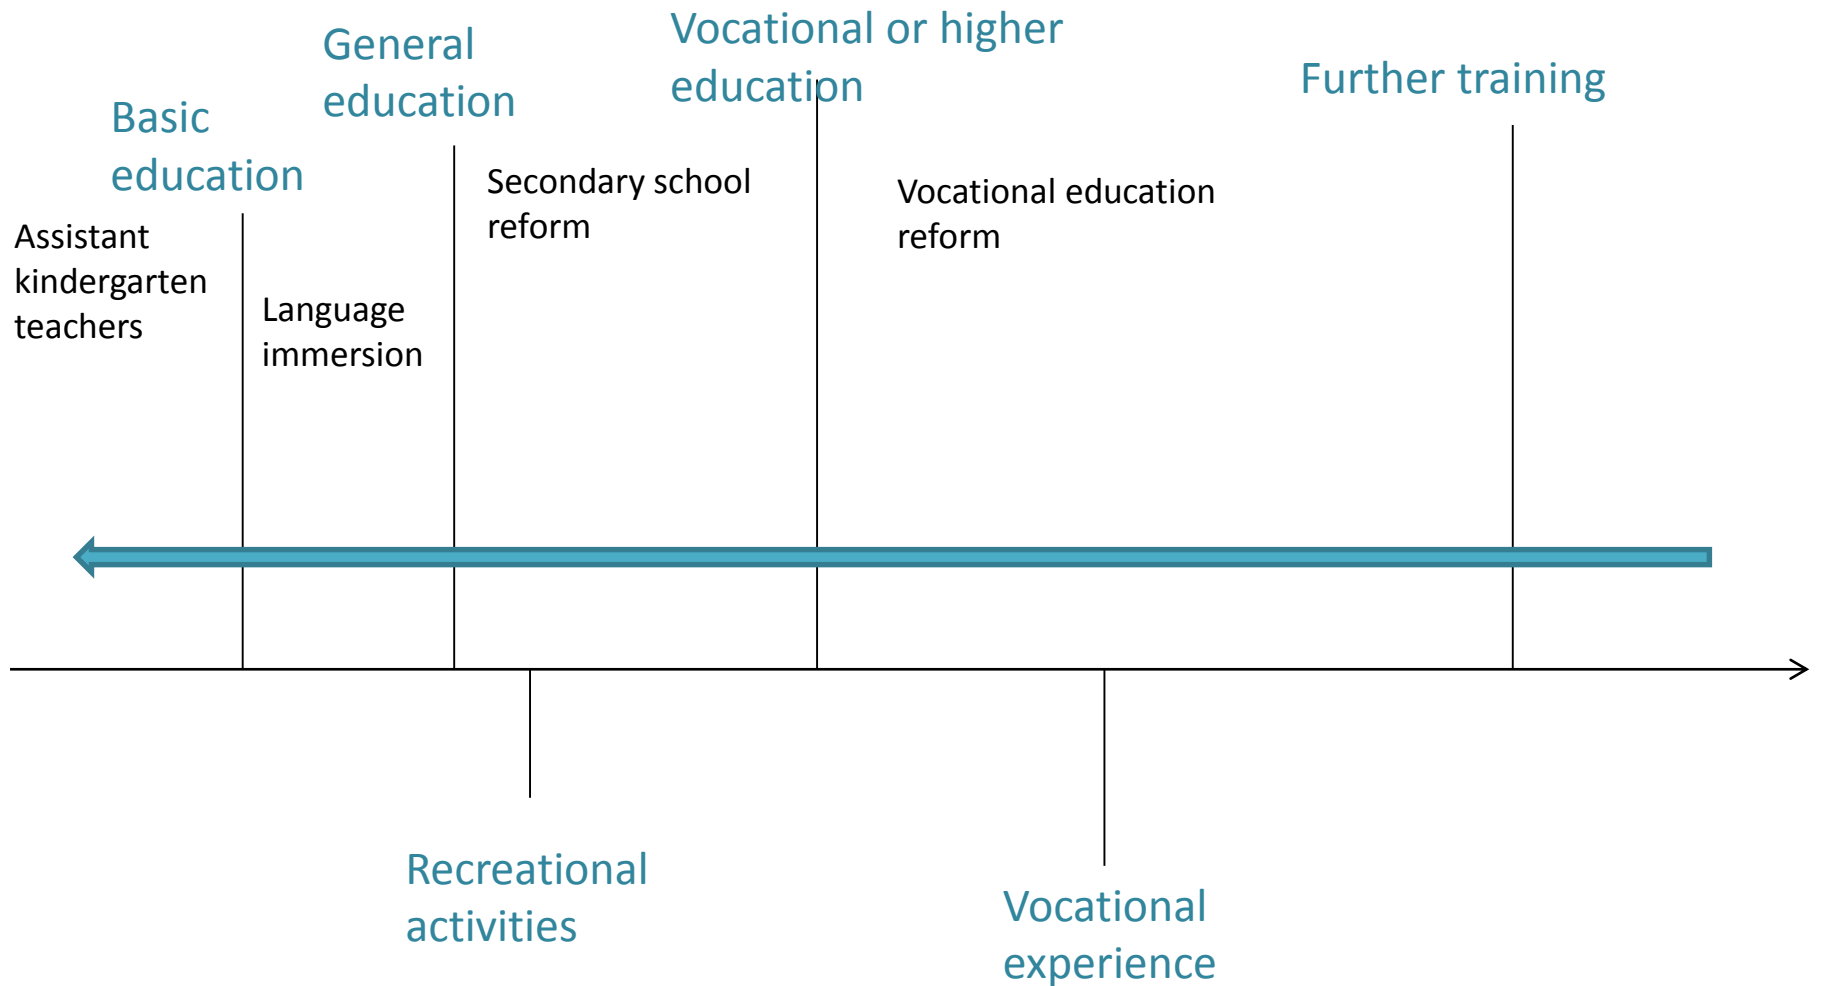 Basic
education
General
education
Vocational or higher
education
Further training
Assistant
kindergarten
teachers
Language
immersion
Secondary school
reform
Vocational education
reform
Recreational
activities
Vocational
experience